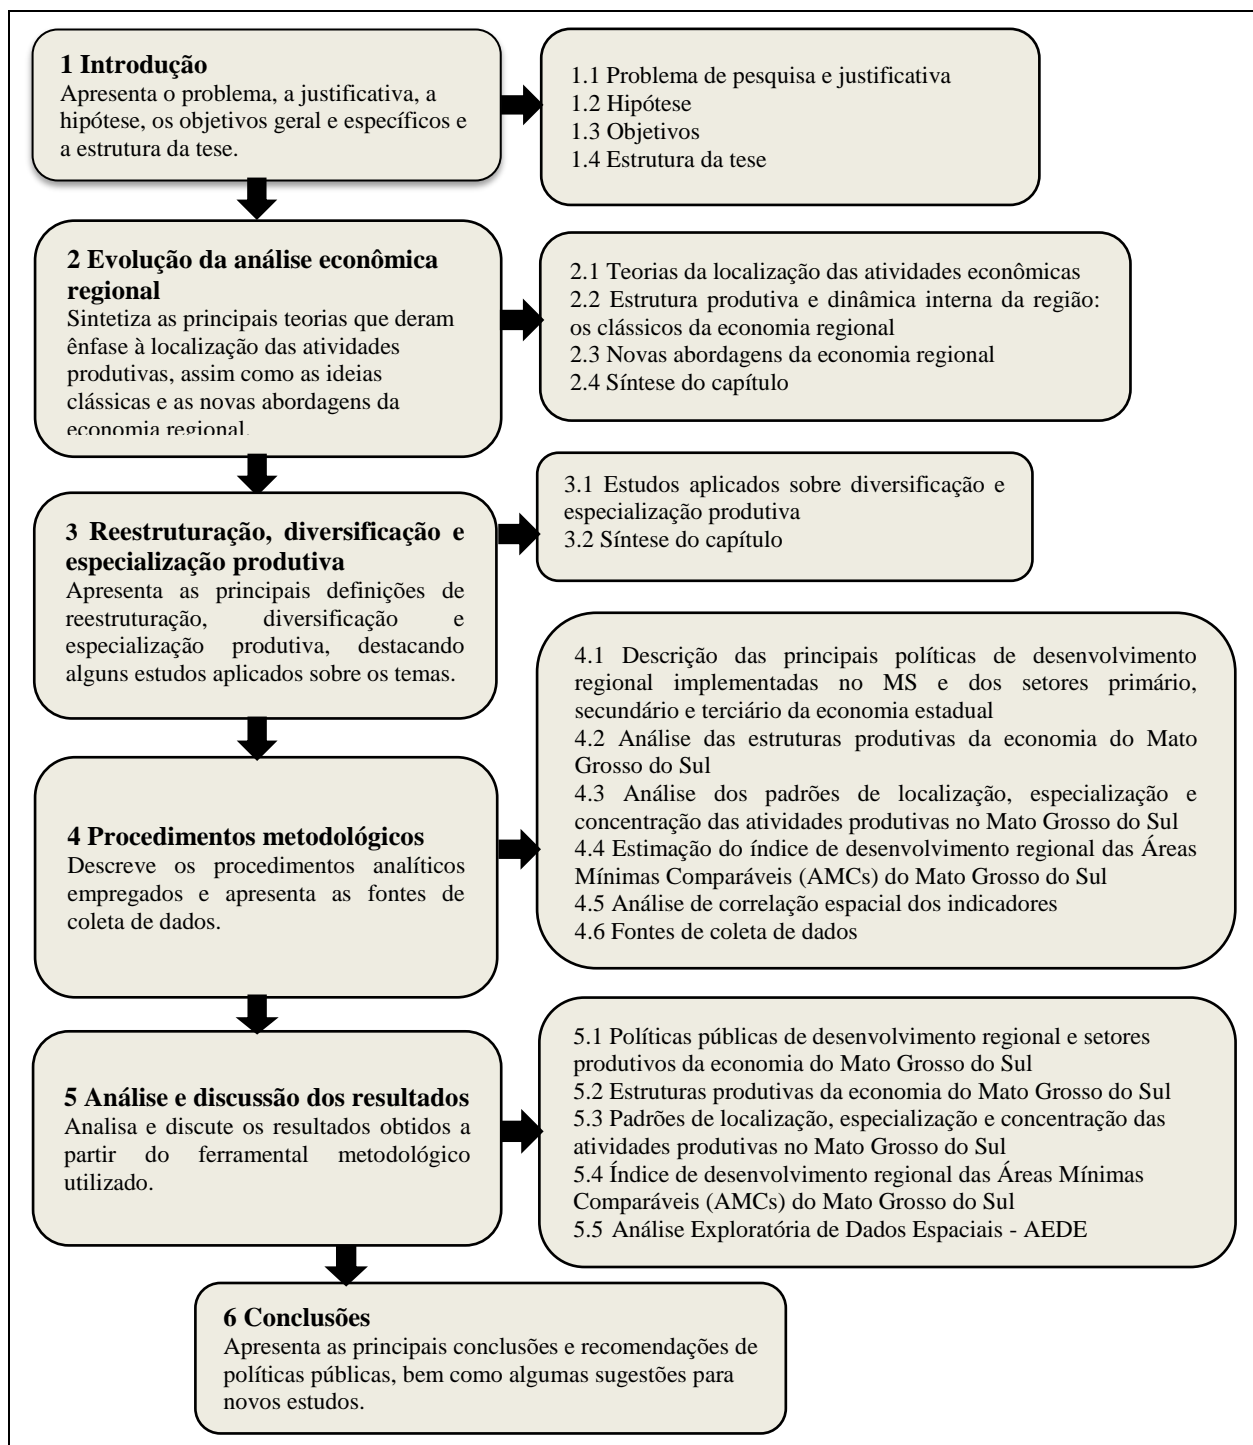 1 Introdução
Apresenta o problema, a justificativa, a
hipótese, os objetivos geral e específicos e
a estrutura da tese.
1.1 Problema de pesquisa e justificativa
1.2 Hipótese
1.3 Objetivos
1.4 Estrutura da tese
2 Evolução da análise econômica
regional
Sintetiza as principais teorias que deram
ênfase à localização das atividades
produtivas, assim como as ideias
clássicas e as novas abordagens da
economia regional.
2.1 Teorias da localização das atividades econômicas
2.2 Estrutura produtiva e dinâmica interna da região:
os clássicos da economia regional
2.3 Novas abordagens da economia regional
2.4 Síntese do capítulo
3 Reestruturação, diversificação e
especialização produtiva
Apresenta as principais definições de
reestruturação, diversificação e
especialização produtiva, destacando
alguns estudos aplicados sobre os temas.
3.1 Estudos aplicados sobre diversificação e
especialização produtiva
3.2 Síntese do capítulo
4 Procedimentos metodológicos
Descreve os procedimentos analíticos
empregados e apresenta as fontes de
coleta de dados.
4.1 Descrição das principais políticas de desenvolvimento
regional implementadas no MS e dos setores primário,
secundário e terciário da economia estadual
4.2 Análise das estruturas produtivas da economia do Mato
Grosso do Sul
4.3 Análise dos padrões de localização, especialização e
concentração das atividades produtivas no Mato Grosso do Sul
4.4 Estimação do índice de desenvolvimento regional das Áreas
Mínimas Comparáveis (AMCs) do Mato Grosso do Sul
4.5 Análise de correlação espacial dos indicadores
4.6 Fontes de coleta de dados
5 Análise e discussão dos resultados
Analisa e discute os resultados obtidos a
partir do ferramental metodológico
utilizado.
5.1 Políticas públicas de desenvolvimento regional e setores
produtivos da economia do Mato Grosso do Sul
5.2 Estruturas produtivas da economia do Mato Grosso do Sul
5.3 Padrões de localização, especialização e concentração das
atividades produtivas no Mato Grosso do Sul
5.4 Índice de desenvolvimento regional das Áreas Mínimas
Comparáveis (AMCs) do Mato Grosso do Sul
5.5 Análise Exploratória de Dados Espaciais - AEDE
6 Conclusões
Apresenta as principais conclusões e recomendações de
políticas públicas, bem como algumas sugestões para
novos estudos.